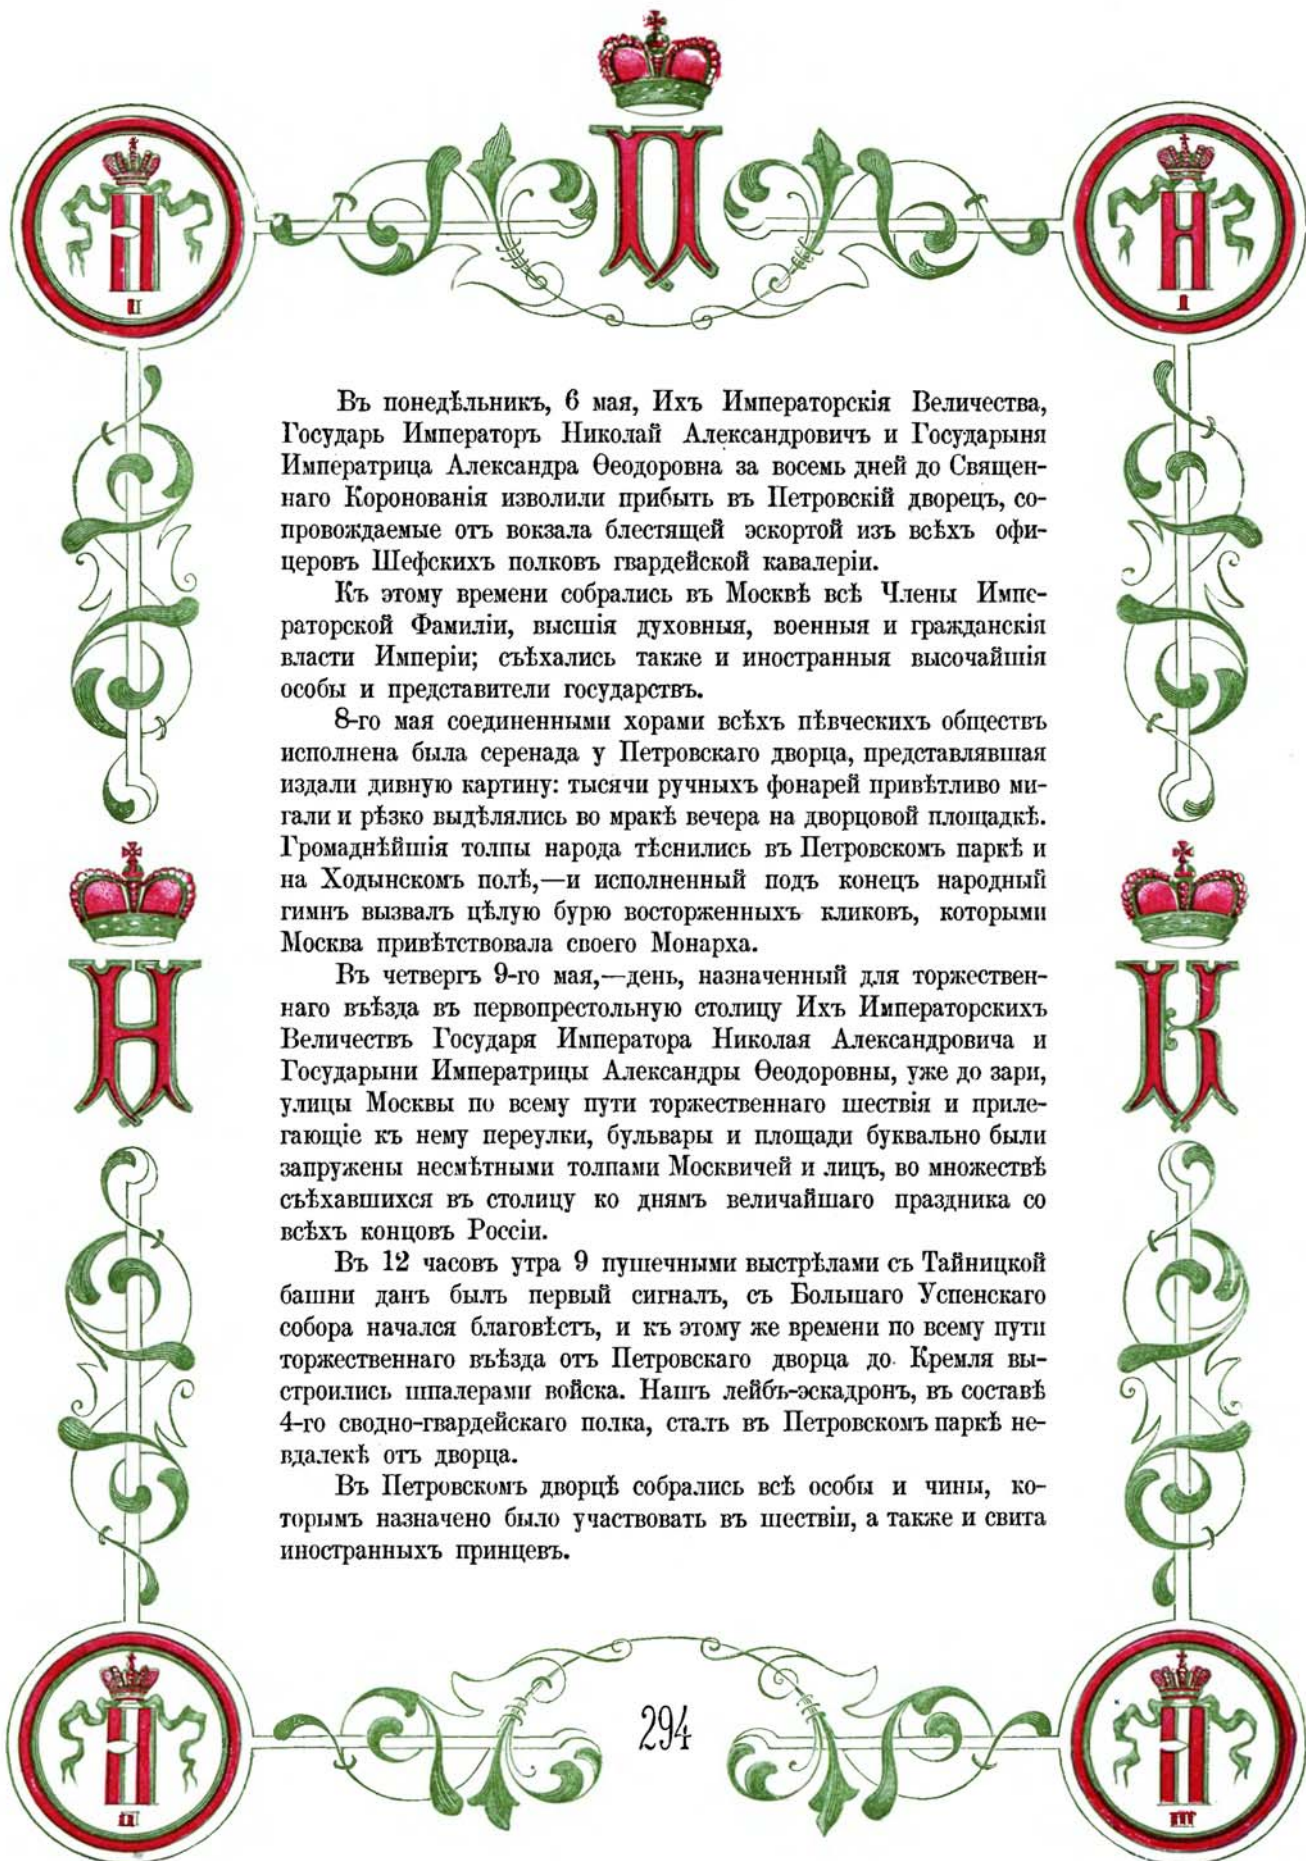 П
II
I
Въ понедѣльникъ, 6 мая, Ихъ Императорскія Величества,
Государь Императоръ Николай Александровичъ и Государыня
Императрица Александра Ѳеодоровна за восемь дней до Священ-
наго Коронованія изволили прибыть въ Петровскій дворецъ, со-
провождаемые отъ вокзала блестящей эскортой изъ всѣхъ офи-
церовъ Шефскихъ полковъ гвардейской кавалеріи.
Къ этому времени собрались въ Москвѣ всѣ Члены Импе-
раторской Фамиліи, высшія духовныя, военныя и гражданскія
власти Имперіи; съѣхались также и иностранныя высочайшія
особы и представители государствъ.
8-го мая соединенными хорами всѣхъ пѣвческихъ обществъ
исполнена была серенада у Петровскаго дворца, представлявшая
издали дивную картину: тысячи ручныхъ фонарей привѣтливо ми-
гали и рѣзко выдѣлялись во мракѣ вечера на дворцовой площадкѣ.
Громаднѣйшія толпы народа тѣснились въ Петровскомъ паркѣ и
на Ходынскомъ полѣ,—и исполненный подъ конецъ народный
гимнъ вызвалъ цѣлую бурю восторженныхъ кликовъ, которыми
Москва привѣтствовала своего Монарха.
Въ четвергъ 9-го мая,—день, назначенный для торжествен-
наго въѣзда въ первопрестольную столицу Ихъ Императорскихъ
Величествъ Государя Императора Николая Александровича и
Государыни Императрицы Александры Ѳеодоровны, уже до зари,
улицы Москвы по всему пути торжественнаго шествія и приле-
гающіе къ нему переулки, бульвары и площади буквально были
запружены несмѣтными толпами Москвичей и лицъ, во множествѣ
съѣхавшихся въ столицу ко днямъ величайшаго праздника со
всѣхъ концовъ Россіи.
Въ 12 часовъ утра 9 пушечными выстрѣлами съ Тайницкой
башни данъ былъ первый сигналъ, съ Большаго Успенскаго
собора начался благовѣстъ, и къ этому же времени по всему пути
торжественнаго въѣзда отъ Петровскаго дворца до Кремля вы-
строились шпалерами войска. Нашъ лейбъ-эскадронъ, въ составѣ
4-го сводно-гвардейскаго полка, сталъ въ Петровскомъ паркѣ не-
вдалекѣ отъ дворца.
Въ Петровскомъ дворцѣ собрались всѣ особы и чины, ко-
торымъ назначено было участвовать въ шествіи, а также и свита
иностранныхъ принцевъ.
Н
К
294
III